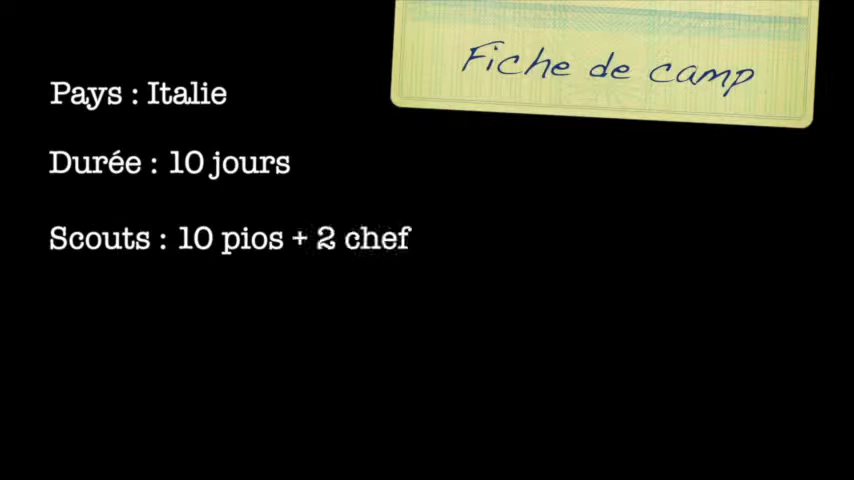 Fiche de camp
Pays : Italie
Durée : 10 jours
Scouts : 10 pios + 2 chef